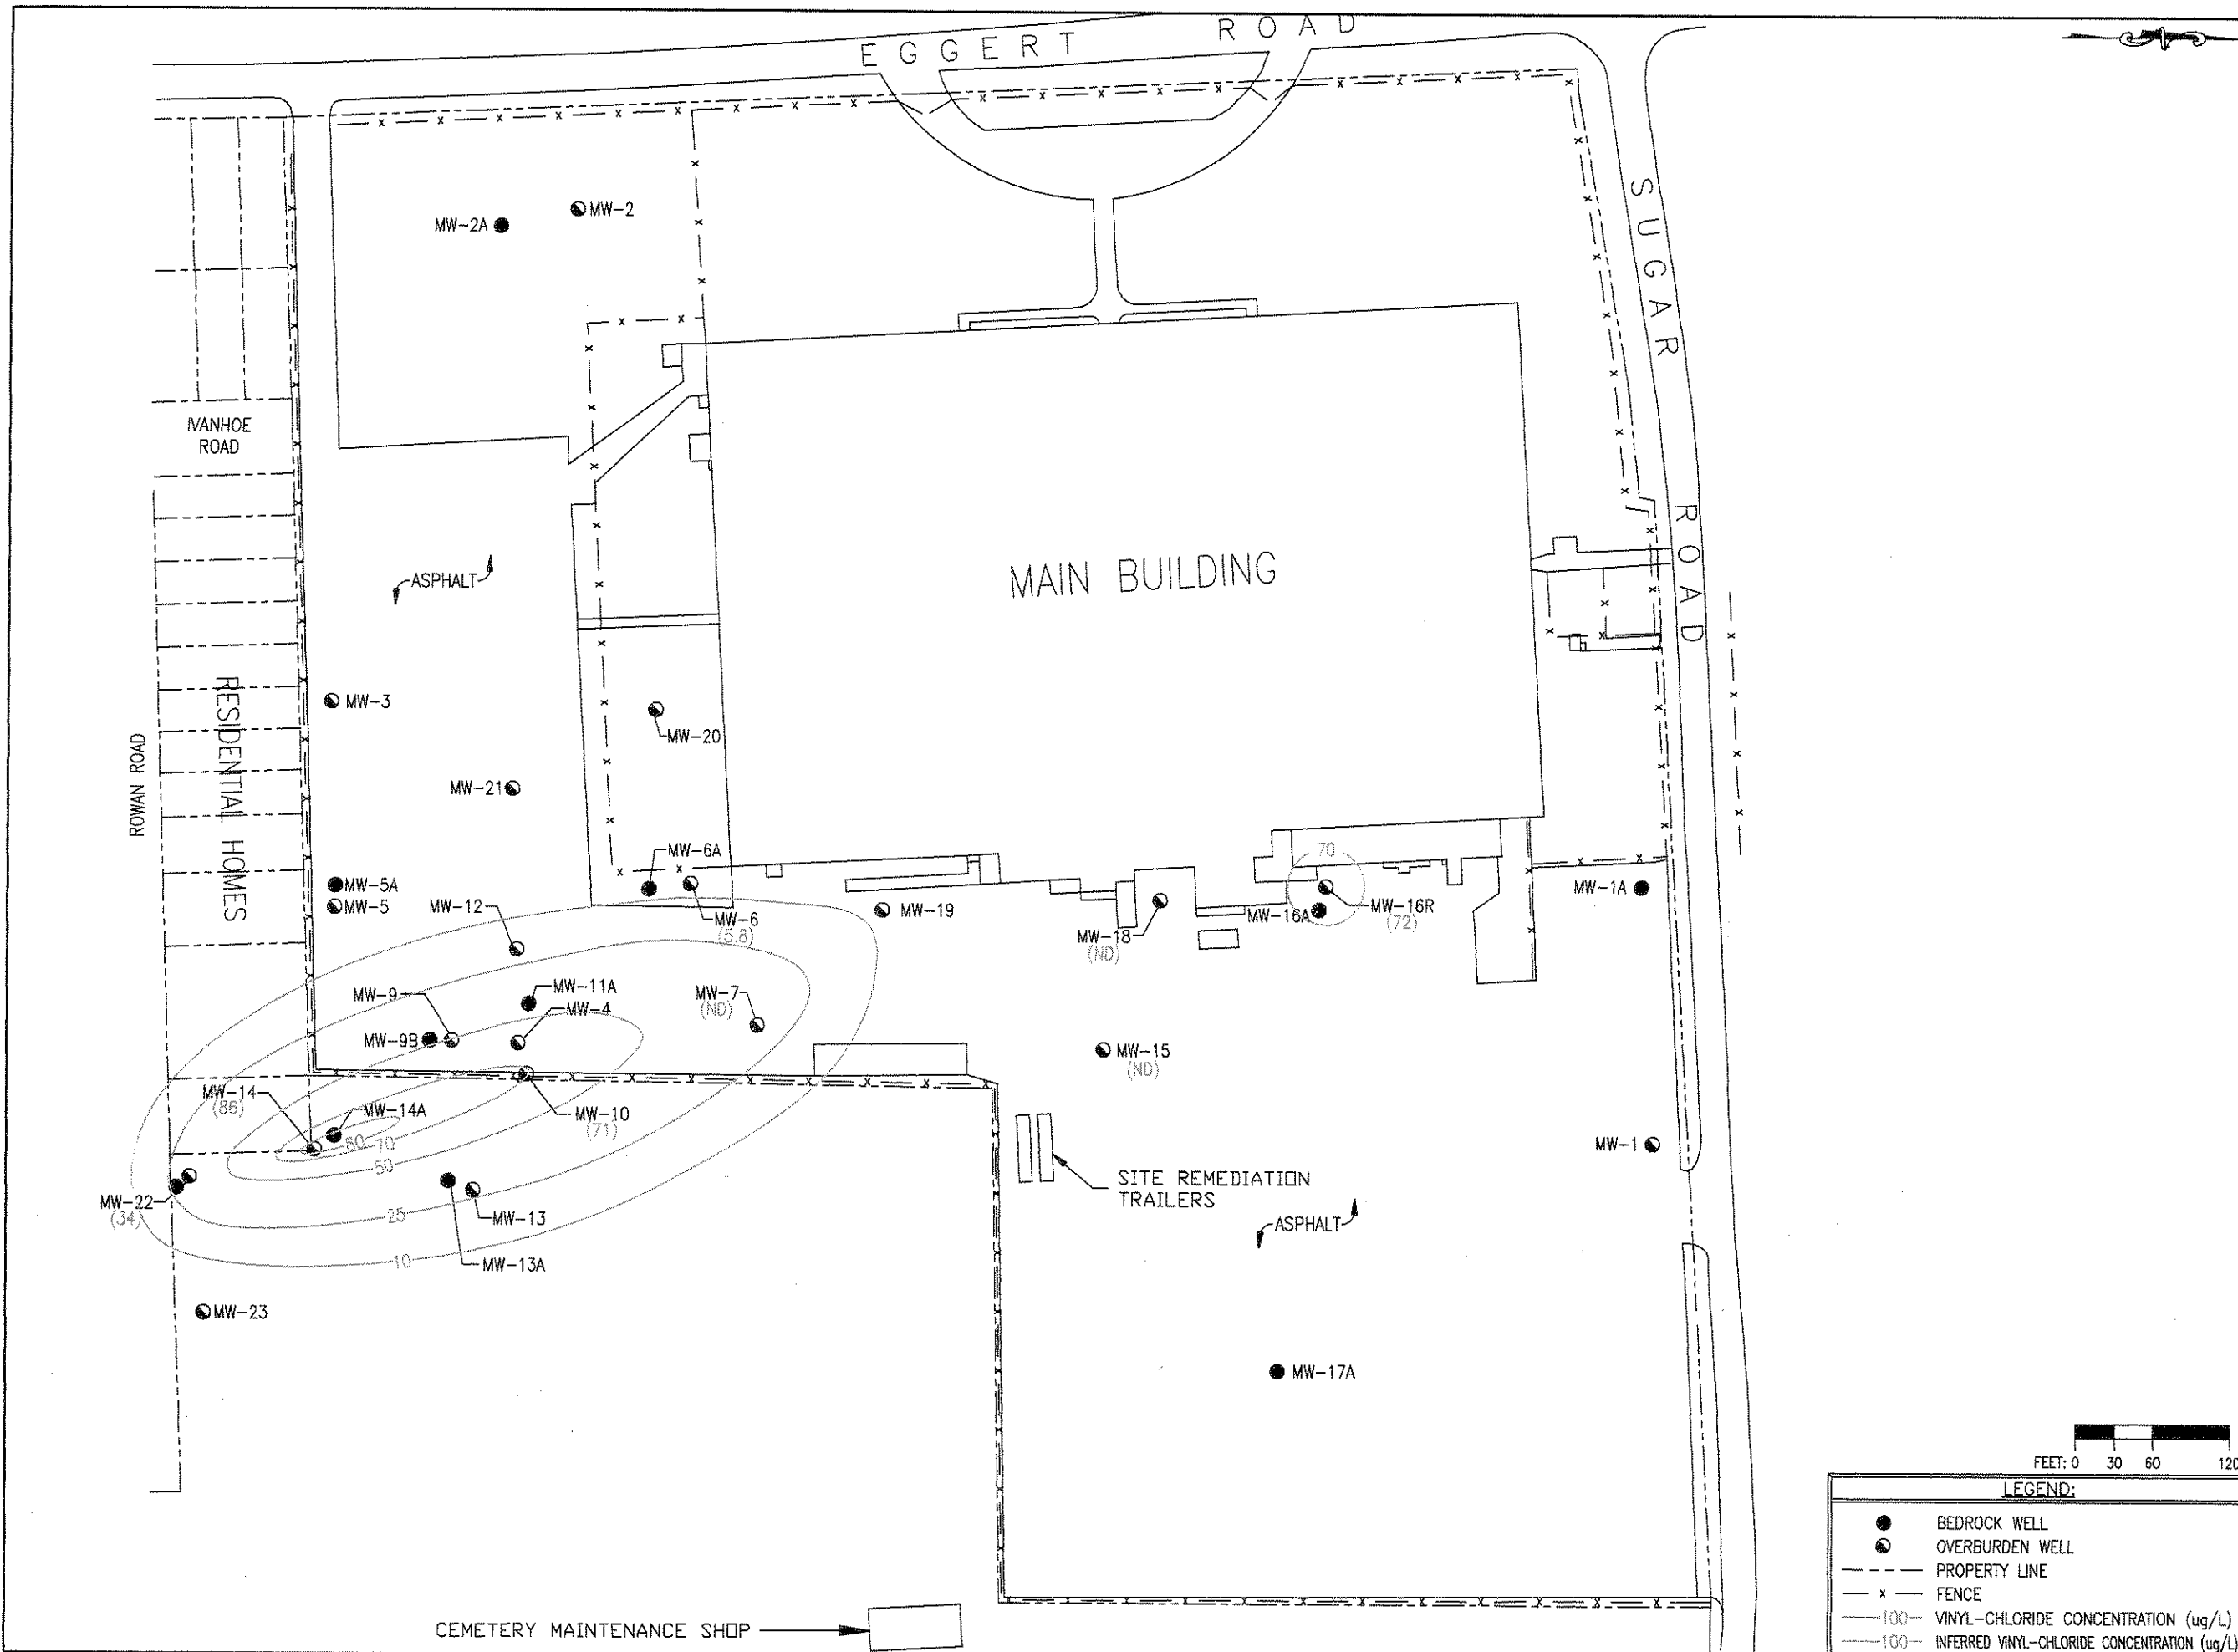 EGGERT ROAD
SUGAR ROAD
MW-2A
MW-2
IVANHOE
ROAD
ASPHALT
MAIN BUILDING
RESIDENTIAL HOMES
ROWAN ROAD
MW-3
MW-20
MW-21
MW-6A
MW-5A
MW-5
MW-12
MW-6
(5.8)
MW-19
MW-18
(ND)
70
MW-16A
MW-16R
(72)
MW-1A
MW-9
MW-11A
MW-4
MW-9B
MW-7
(ND)
MW-15
(ND)
MW-14
(86)
MW-14A
MW-10
(71)
80
70
50
25
10
MW-22
(34)
MW-13
MW-13A
MW-23
MW-1
SITE REMEDIATION
TRAILERS
ASPHALT
MW-17A
CEMETERY MAINTENANCE SHOP
FEET: 0 30 60 120
LEGEND:
BEDROCK WELL
OVERBURDEN WELL
PROPERTY LINE
x FENCE
100 VINYL-CHLORIDE CONCENTRATION (ug/L)
100 INFERRED VINYL-CHLORIDE CONCENTRATION (ug/L)